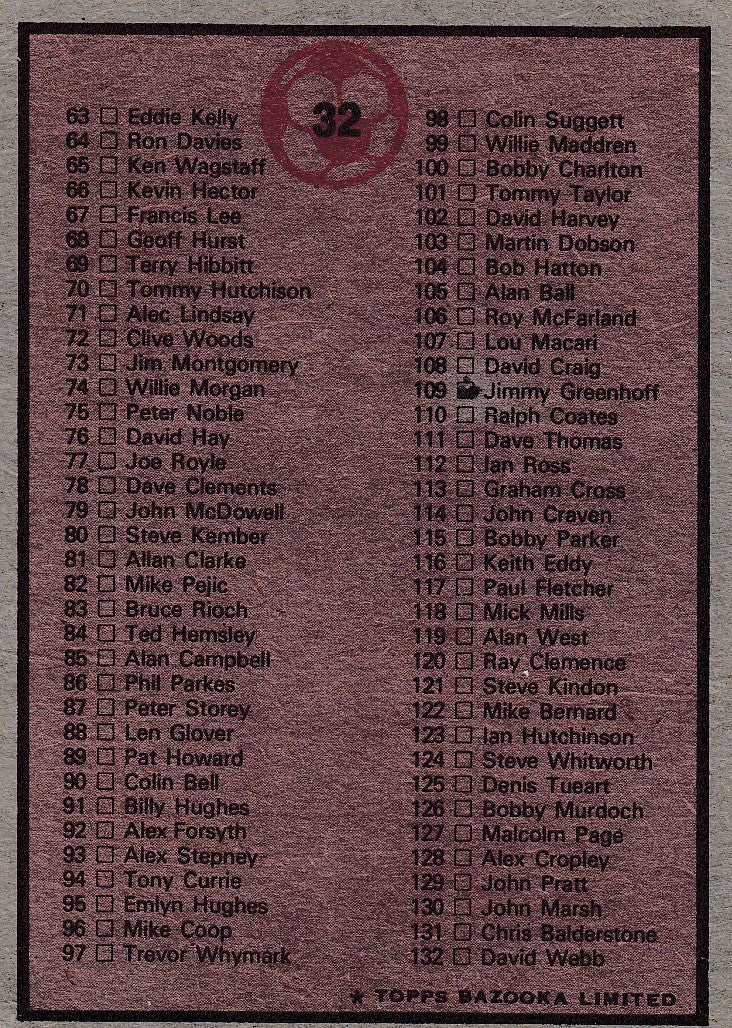 32
63 □ Eddie Kelly
64 □ Ron Davies
65 □ Ken Wagstaff
66 □ Kevin Hector
67 □ Francis Lee
68 □ Geoff Hurst
69 □ Terry Hibbitt
70 □ Tommy Hutchison
71 □ Alec Lindsay
72 □ Clive Woods
73 □ Jim Montgomery
74 □ Willie Morgan
75 □ Peter Noble
76 □ David Hay
77 □ Joe Royle
78 □ Dave Clements
79 □ John McDowell
80 □ Steve Kember
81 □ Allan Clarke
82 □ Mike Pejic
83 □ Bruce Rioch
84 □ Ted Hemsley
85 □ Alan Campbell
86 □ Phil Parkes
87 □ Peter Storey
88 □ Len Glover
89 □ Pat Howard
90 □ Colin Bell
91 □ Billy Hughes
92 □ Alex Forsyth
93 □ Alex Stepney
94 □ Tony Currie
95 □ Emlyn Hughes
96 □ Mike Coop
97 □ Trevor Whymark
98 □ Colin Suggett
99 □ Willie Maddren
100 □ Bobby Charlton
101 □ Tommy Taylor
102 □ David Harvey
103 □ Martin Dobson
104 □ Bob Hatton
105 □ Alan Ball
106 □ Roy McFarland
107 □ Lou Macari
108 □ David Craig
109 Jimmy Greenhoff
110 □ Ralph Coates
111 □ Dave Thomas
112 □ Ian Ross
113 □ Graham Cross
114 □ John Craven
115 □ Bobby Parker
116 □ Keith Eddy
117 □ Paul Fletcher
118 □ Mick Mills
119 □ Alan West
120 □ Ray Clemence
121 □ Steve Kindon
122 □ Mike Bernard
123 □ Ian Hutchinson
124 □ Steve Whitworth
125 □ Denis Tueart
126 □ Bobby Murdoch
127 □ Malcolm Page
128 □ Alex Cropley
129 □ John Pratt
130 □ John Marsh
131 □ Chris Balderstone
132 □ David Webb
★ TOPPS BAZOOKA LIMITED